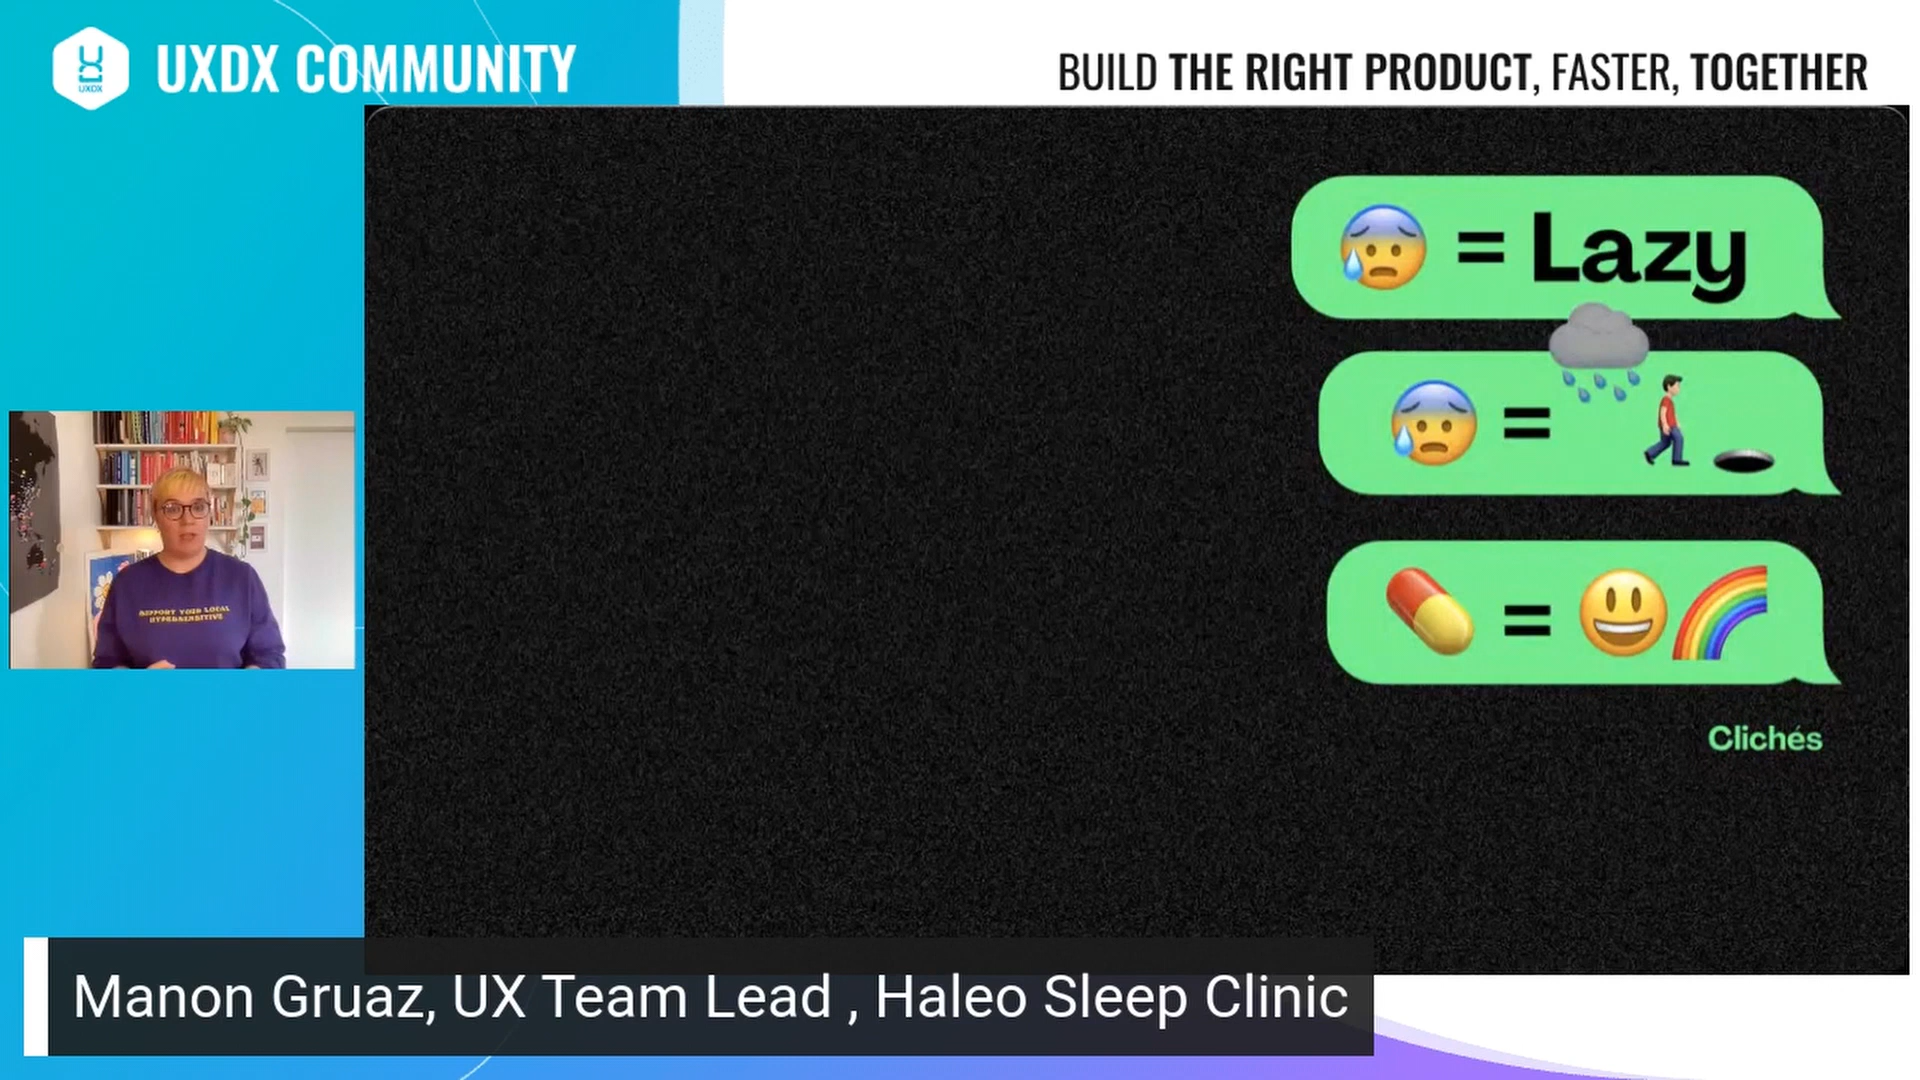 UXDX
UXDX COMMUNITY
BUILD THE RIGHT PRODUCT, FASTER, TOGETHER
= Lazy
=
=
Clichés
SUPPORT YOUR LOCAL
HYPERSENSITIVE
Manon Gruaz, UX Team Lead , Haleo Sleep Clinic